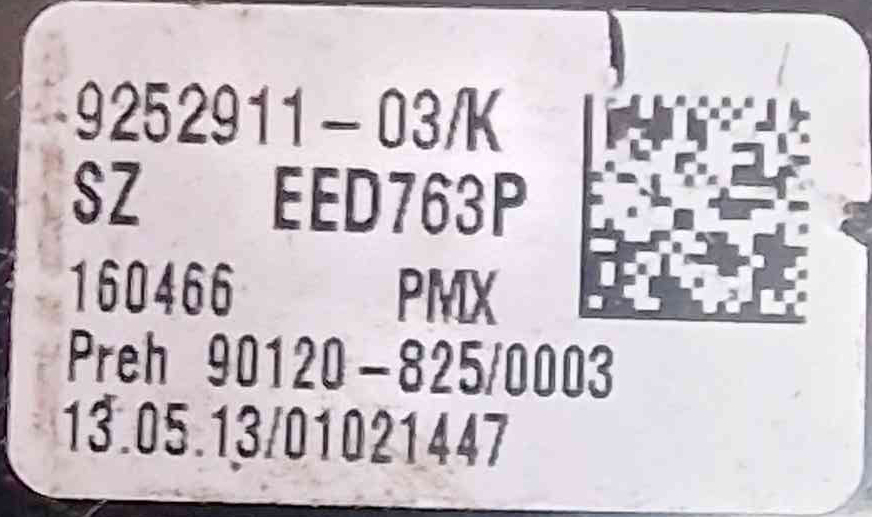 9252911-03/K
SZ EED763P
160466 PMX
Preh 90120-825/0003
13.05.13/01021447